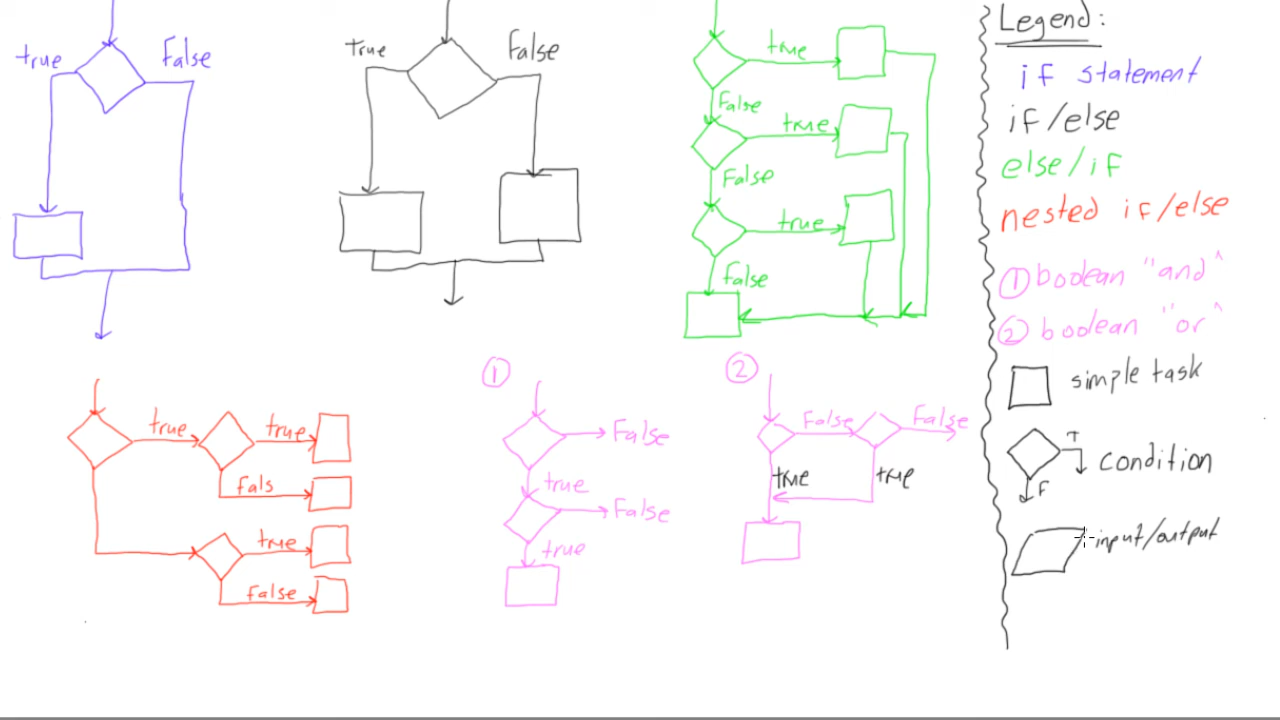 true
False
true
False
true
False
true
False
true
False
Legend:
if statement
if/else
else/if
nested if/else
① boolean "and"
② boolean "or"
simple task
T
condition
F
input/output
true
true
fals
true
false
①
False
true
False
true
②
False
False
true
true